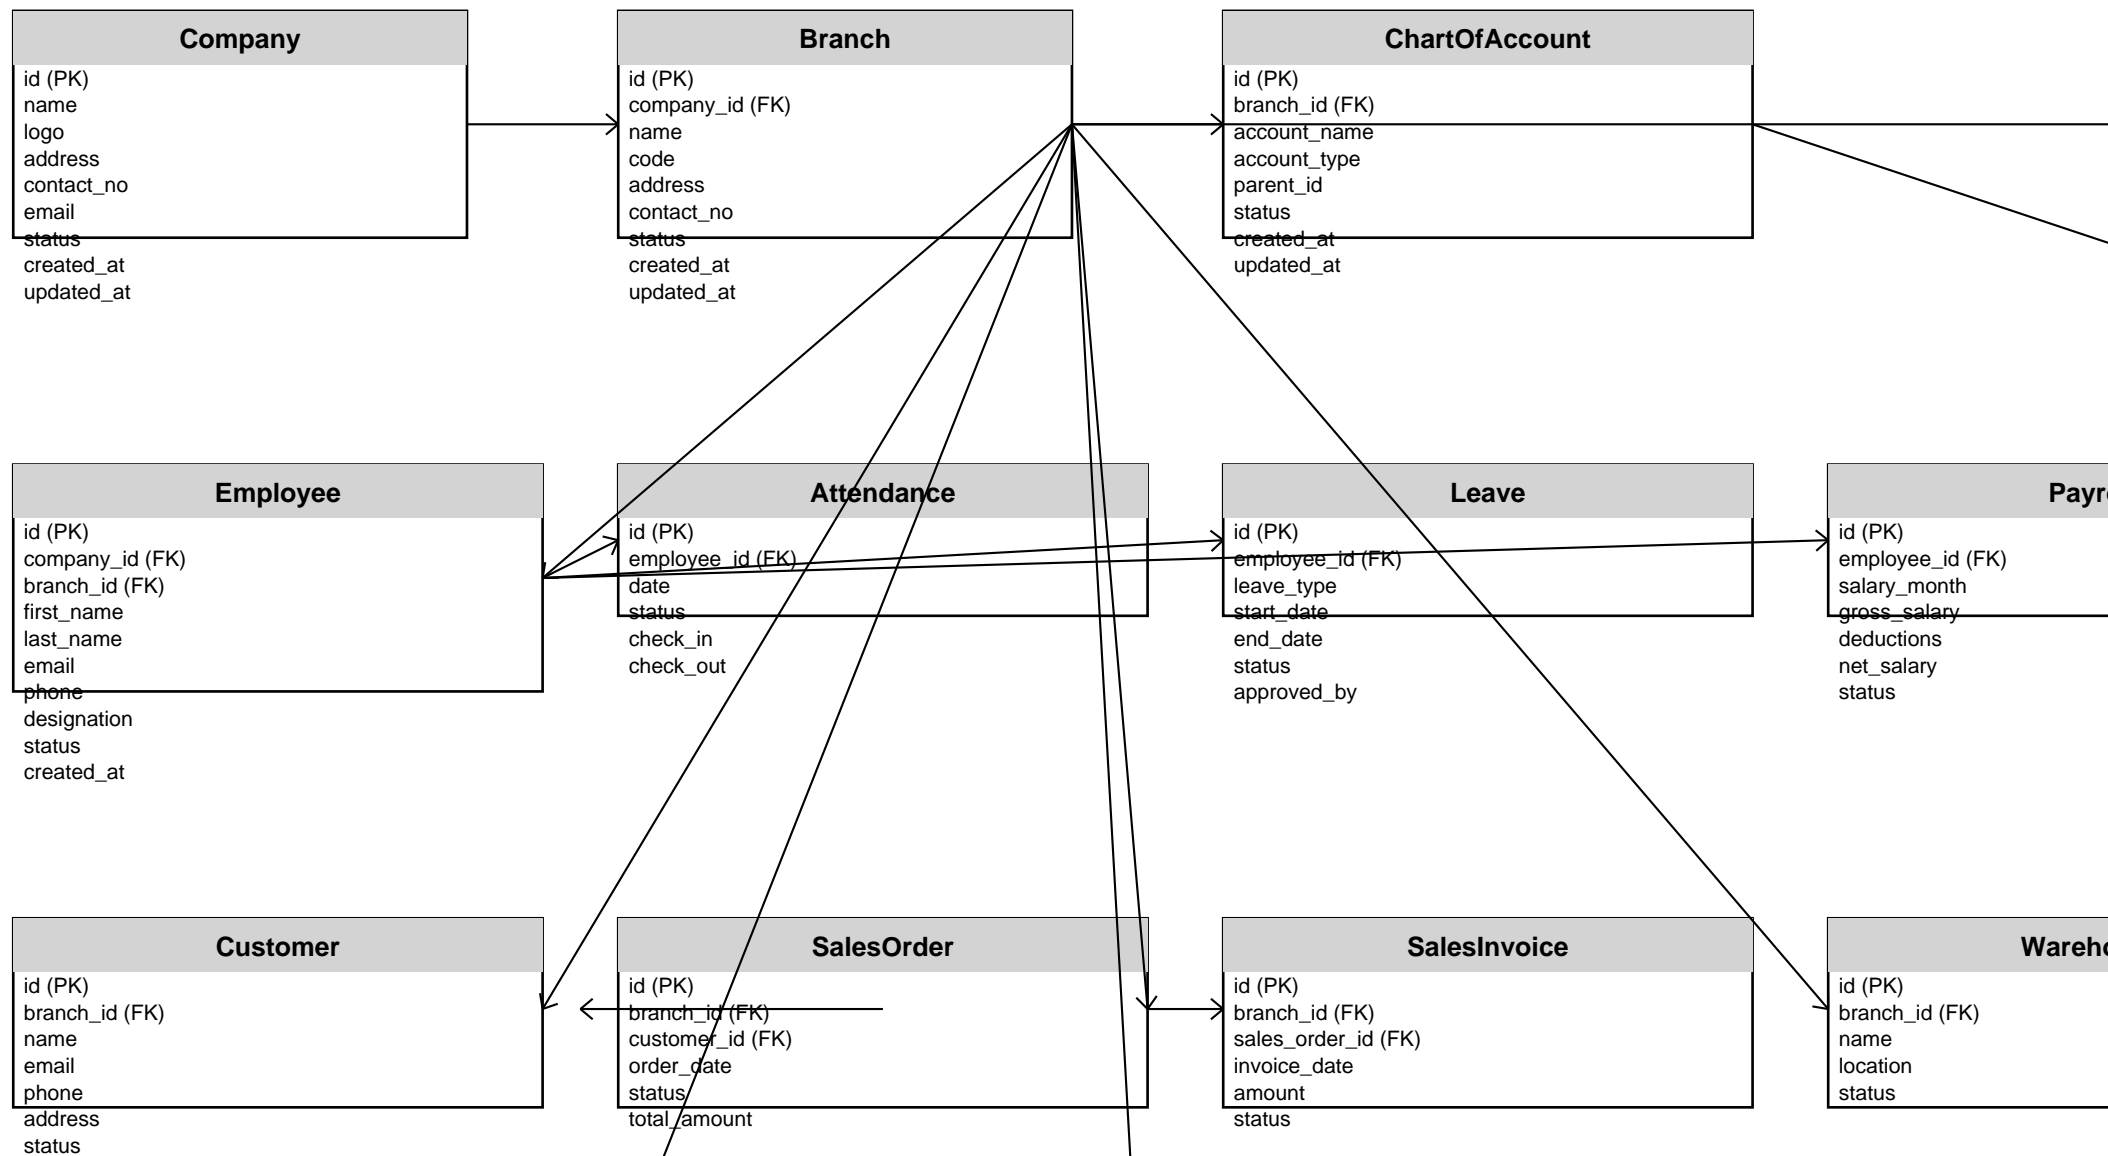 Company
id (PK)
name
logo
address
contact_no
email
status
created_at
updated_at
Branch
id (PK)
company_id (FK)
name
code
address
contact_no
status
created_at
updated_at
ChartOfAccount
id (PK)
branch_id (FK)
account_name
account_type
parent_id
status
created_at
updated_at
Employee
id (PK)
company_id (FK)
branch_id (FK)
first_name
last_name
email
phone
designation
status
created_at
Attendance
id (PK)
employee_id (FK)
date
status
check_in
check_out
Leave
id (PK)
employee_id (FK)
leave_type
start_date
end_date
status
approved_by
id (PK)
employee_id (FK)
salary_month
gross_salary
deductions
net_salary
status
Customer
id (PK)
branch_id (FK)
name
email
phone
address
status
SalesOrder
id (PK)
branch_id (FK)
customer_id (FK)
order_date
status
total_amount
SalesInvoice
id (PK)
branch_id (FK)
sales_order_id (FK)
invoice_date
amount
status
id (PK)
branch_id (FK)
name
location
status